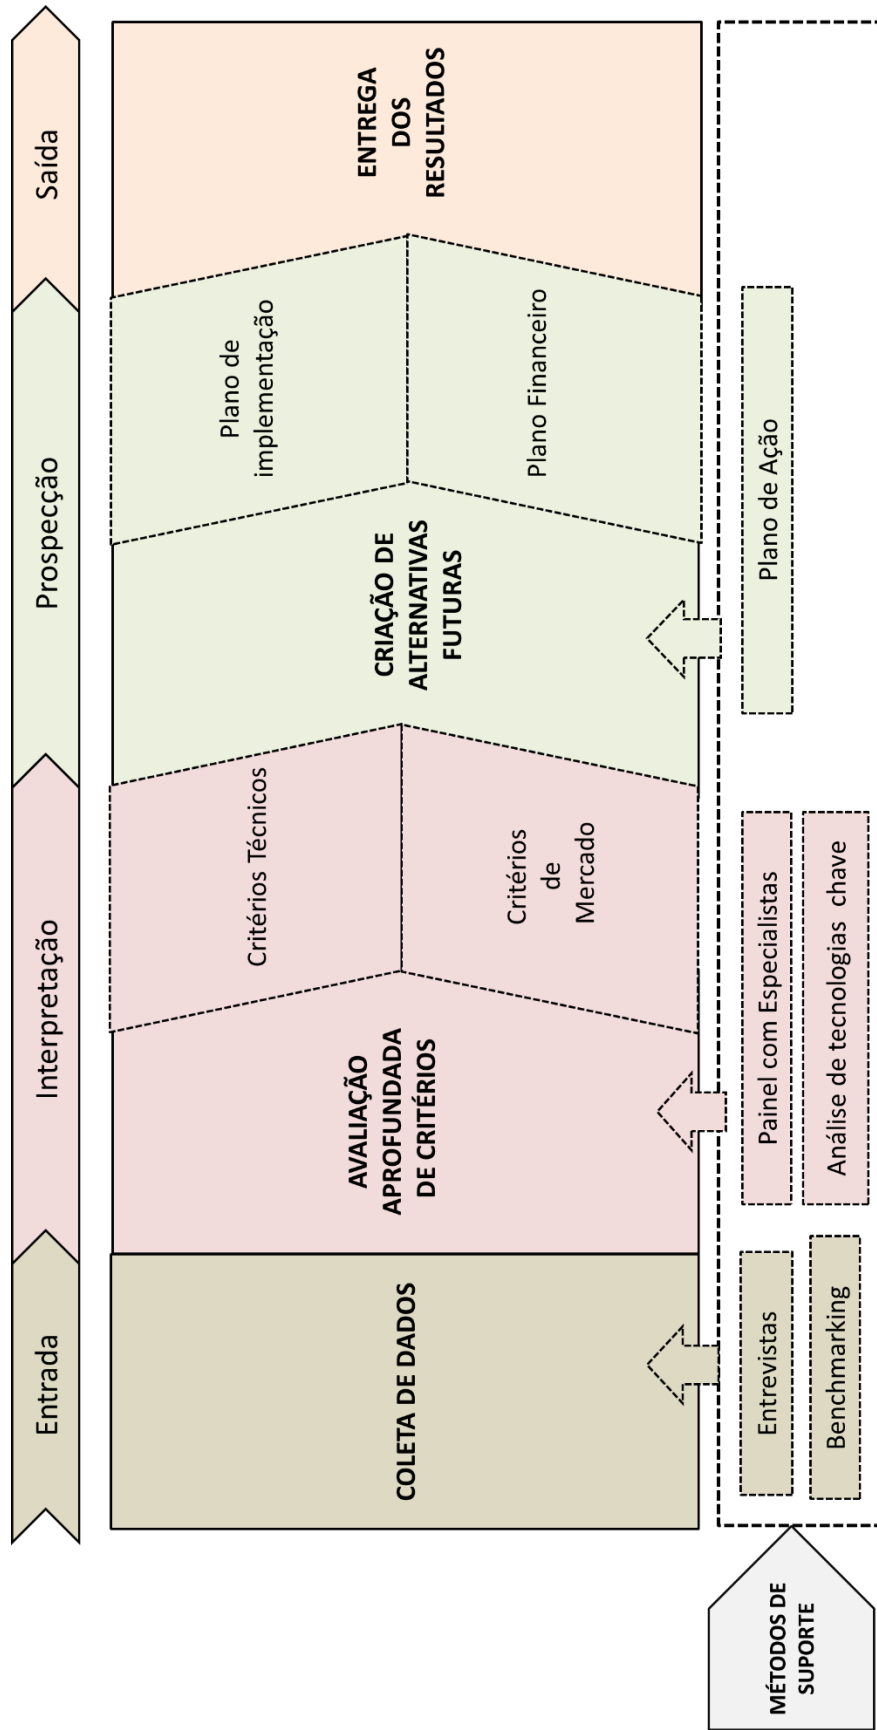 Entrada
Interpretação
Prospecção
Saída
COLETA DE DADOS
AVALIAÇÃO
APROFUNDADA
DE CRITÉRIOS
Critérios Técnicos
Critérios
de
Mercado
CRIAÇÃO DE
ALTERNATIVAS
FUTURAS
Plano de
implementação
Plano Financeiro
ENTREGA
DOS
RESULTADOS
MÉTODOS DE
SUPORTE
Entrevistas
Benchmarking
Painel com Especialistas
Análise de tecnologias chave
Plano de Ação